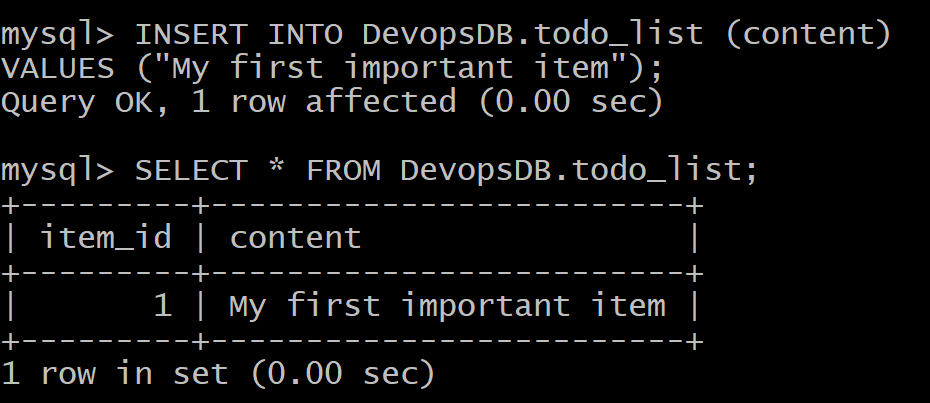 mysql> INSERT INTO DevopsDB.todo_list (content)
VALUES ("My first important item");
Query OK, 1 row affected (0.00 sec)

mysql> SELECT * FROM DevopsDB.todo_list;
+---------+-------------------------+
| item_id | content                 |
+---------+-------------------------+
|       1 | My first important item |
+---------+-------------------------+
1 row in set (0.00 sec)